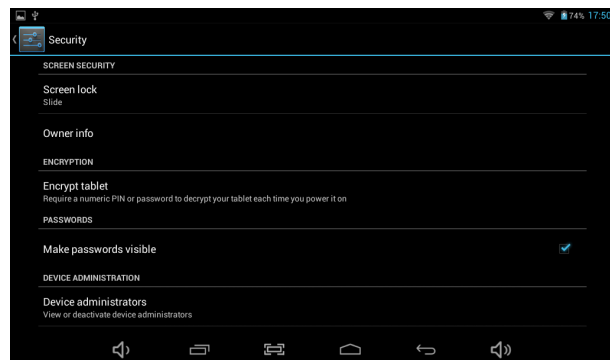 74% 17:50
Security
SCREEN SECURITY
Screen lock
Slide
Owner info
ENCRYPTION
Encrypt tablet
Require a numeric PIN or password to decrypt your tablet each time you power it on
PASSWORDS
Make passwords visible
DEVICE ADMINISTRATION
Device administrators
View or deactivate device administrators